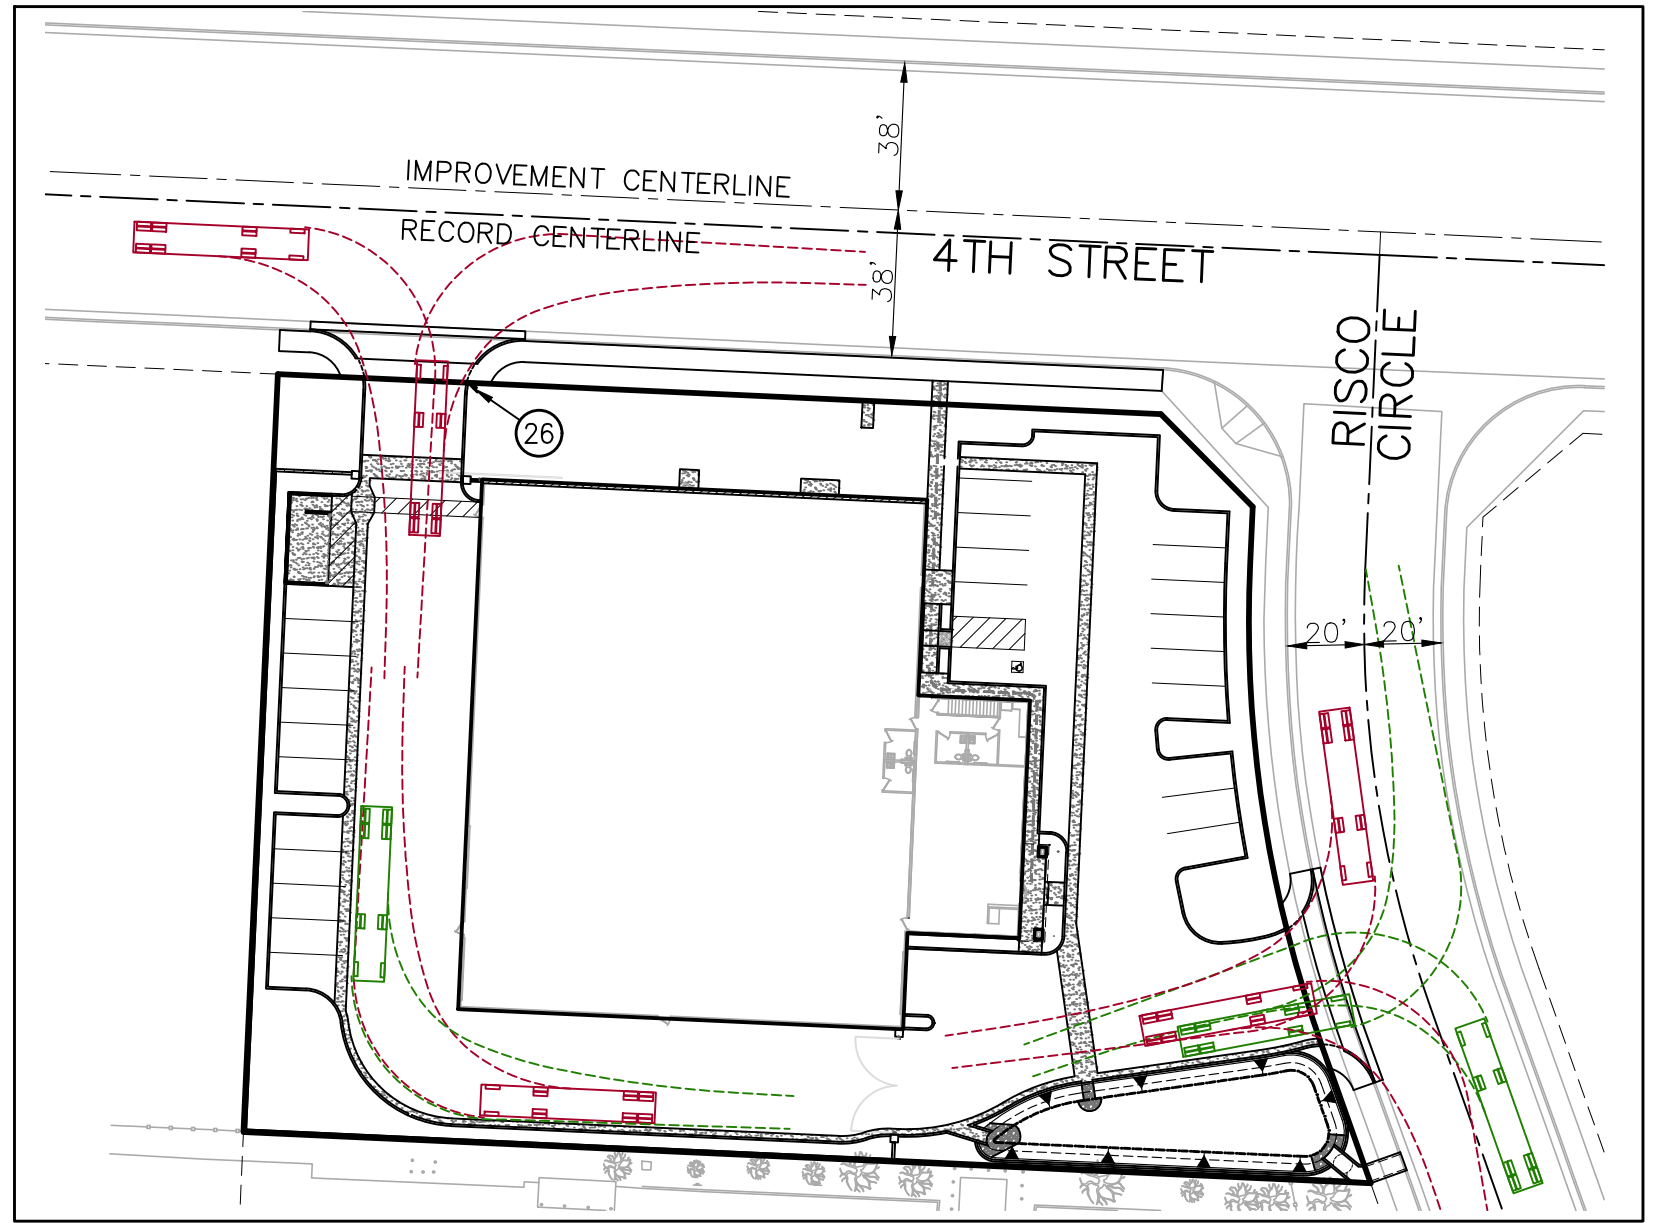 38'
IMPROVEMENT CENTERLINE
RECORD CENTERLINE
4TH STREET
38'
RISCO
CIRCLE
26
20'
20'